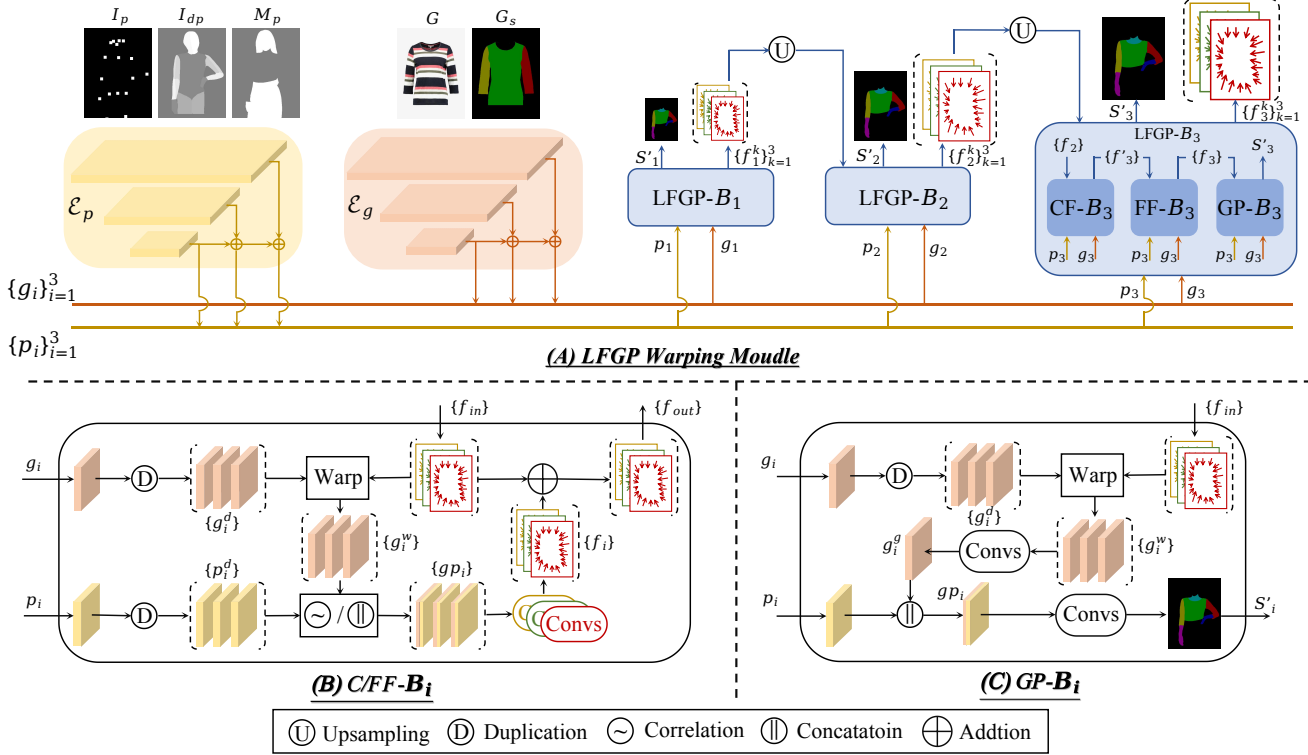 I_p I_dp M_p G G_s
U U
S'_1 {f_1^k}_{k=1}^3 S'_2 {f_2^k}_{k=1}^3 S'_3 {f_3^k}_{k=1}^3
ℰ_p ℰ_g
LFGP-B_1 LFGP-B_2 LFGP-B_3
{f_2} {f'_3} {f_3} S'_3
CF-B_3 FF-B_3 GP-B_3
p_3 g_3 p_3 g_3 p_3 g_3
p_1 g_1 p_2 g_2 p_3 g_3
{g_i}_{i=1}^3
{p_i}_{i=1}^3
(A) LFGP Warping Moudle
{f_in} {f_out}
g_i D {g_i^d} Warp
{g_i^w} {f_i}
{p_i^d} {gp_i}
p_i D ~ / || C C Convs
(B) C/FF-B_i
{f_in}
g_i D {g_i^d} Warp
g_i^g Convs {g_i^w}
p_i || gp_i Convs S'_i
(C) GP-B_i
U Upsampling D Duplication ~ Correlation || Concatatoin + Addtion